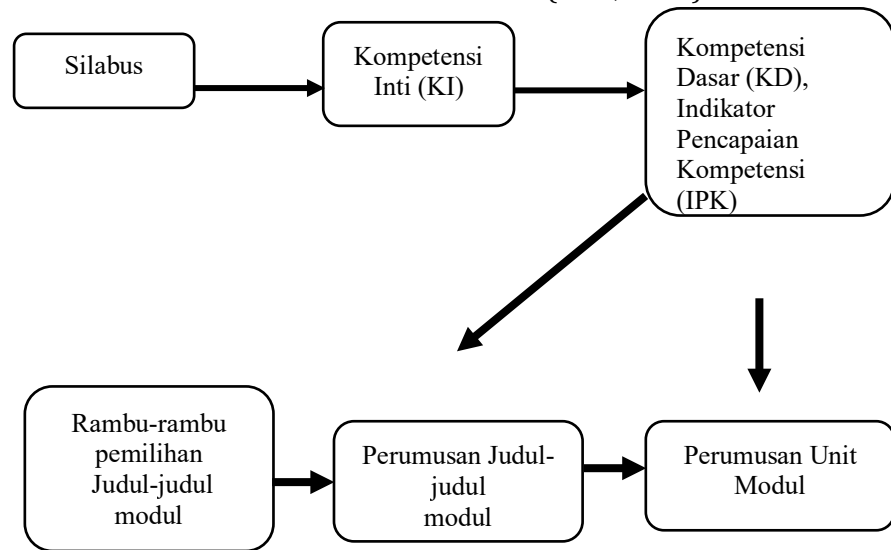 Silabus
Kompetensi
Inti (KI)
Kompetensi
Dasar (KD),
Indikator
Pencapaian
Kompetensi
(IPK)
Rambu-rambu
pemilihan
Judul-judul
modul
Perumusan Judul-
judul
modul
Perumusan Unit
Modul